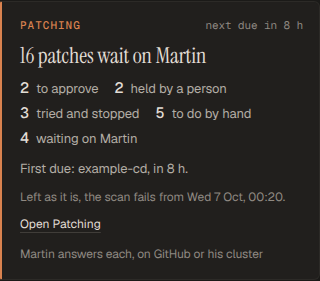 PATCHING next due in 8 h
16 patches wait on Martin
2 to approve 2 held by a person
3 tried and stopped 5 to do by hand
4 waiting on Martin
First due: example-cd, in 8 h.
Left as it is, the scan fails from Wed 7 Oct, 00:20.
Open Patching
Martin answers each, on GitHub or his cluster